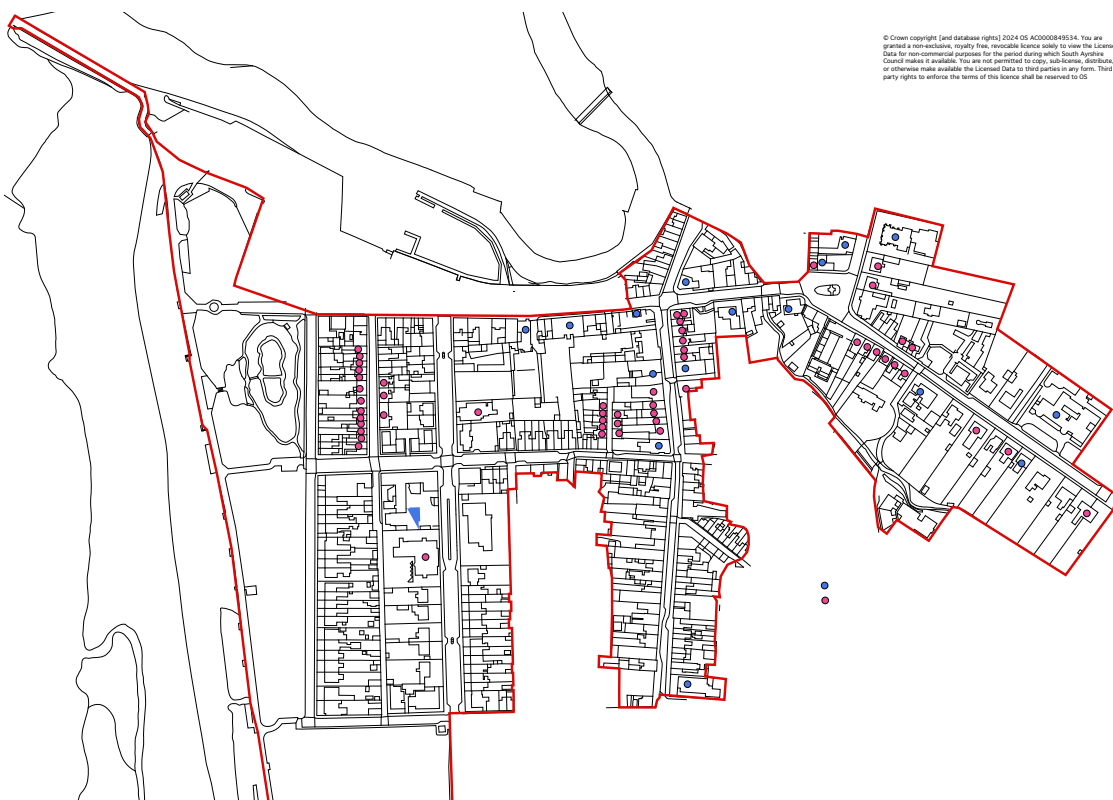 © Crown copyright [and database rights] 2024 OS AC0000849534. You are
granted a non-exclusive, royalty free, revocable licence solely to view the Licensed
Data for non-commercial purposes for the period during which South Ayrshire
Council makes it available. You are not permitted to copy, sub-license, distribute,
or otherwise make available the Licensed Data to third parties in any form. Third
party rights to enforce the terms of this licence shall be reserved to OS